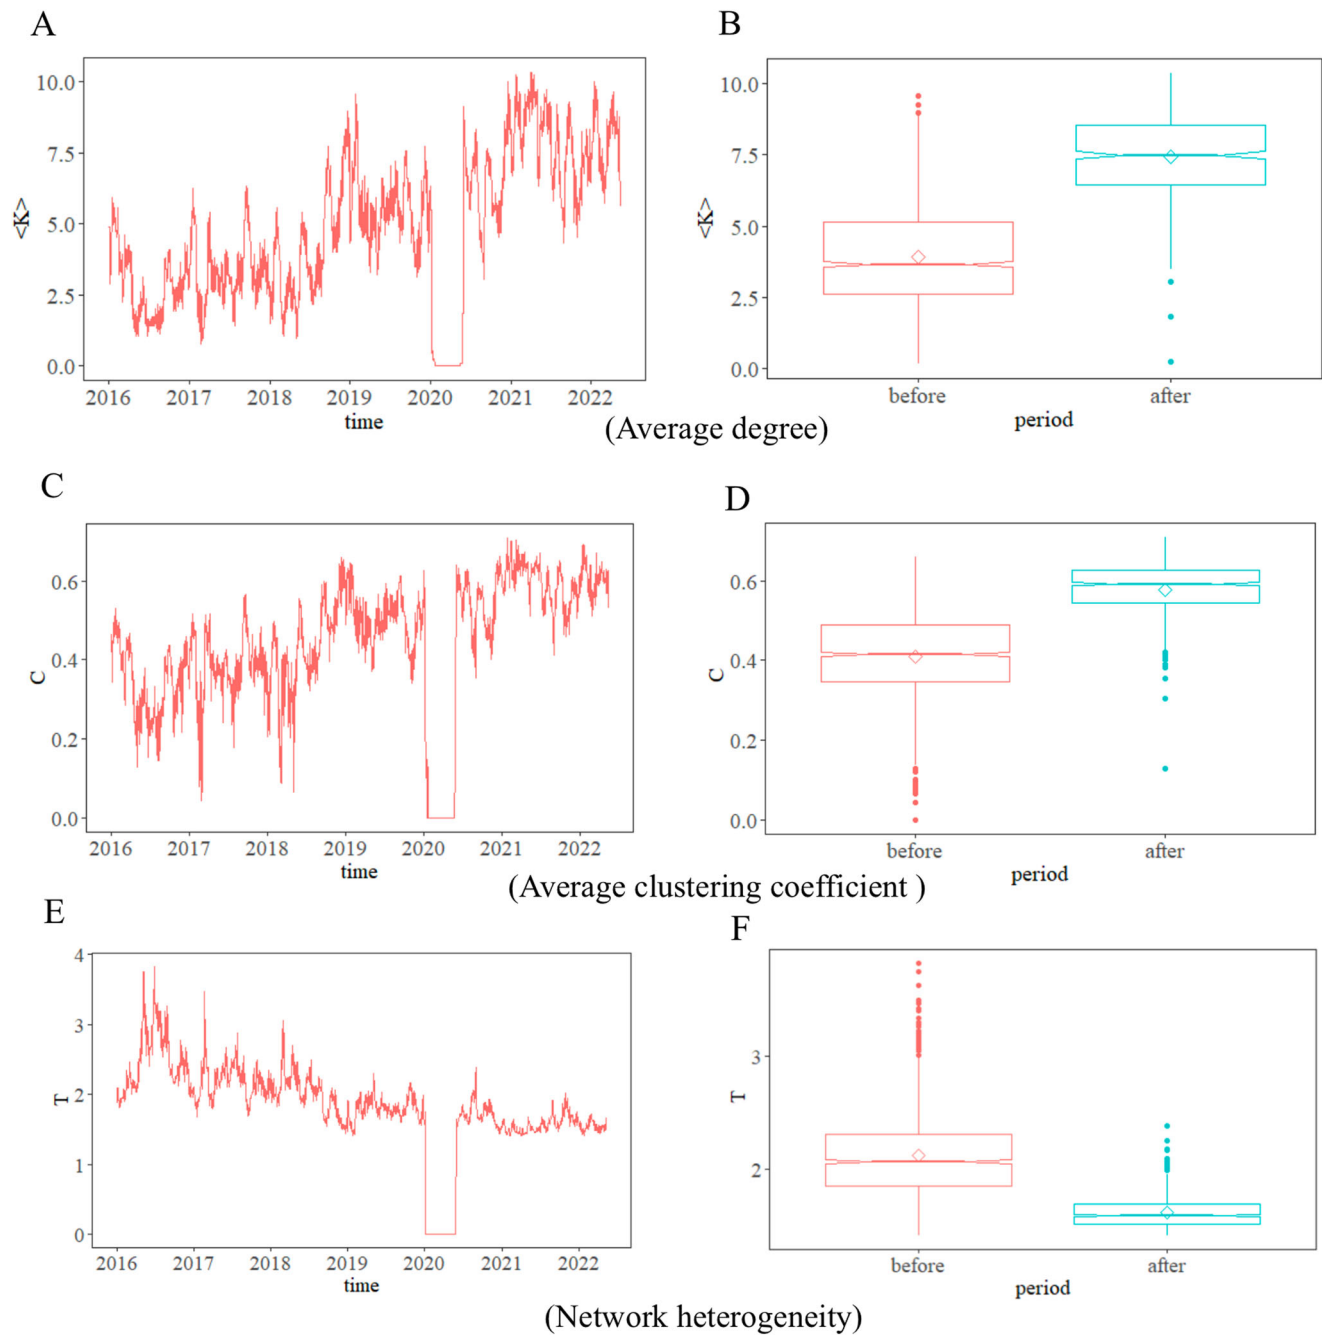 A
B
<K>
10.0
7.5
5.0
2.5
0.0
2016 2017 2018 2019 2020 2021 2022
time
<K>
10.0
7.5
5.0
2.5
0.0
before after
period
(Average degree)
C
D
C
0.6
0.4
0.2
0.0
2016 2017 2018 2019 2020 2021 2022
time
C
0.6
0.4
0.2
0.0
before after
period
(Average clustering coefficient )
E
F
T
4
3
2
1
0
2016 2017 2018 2019 2020 2021 2022
time
T
3
2
before after
period
(Network heterogeneity)